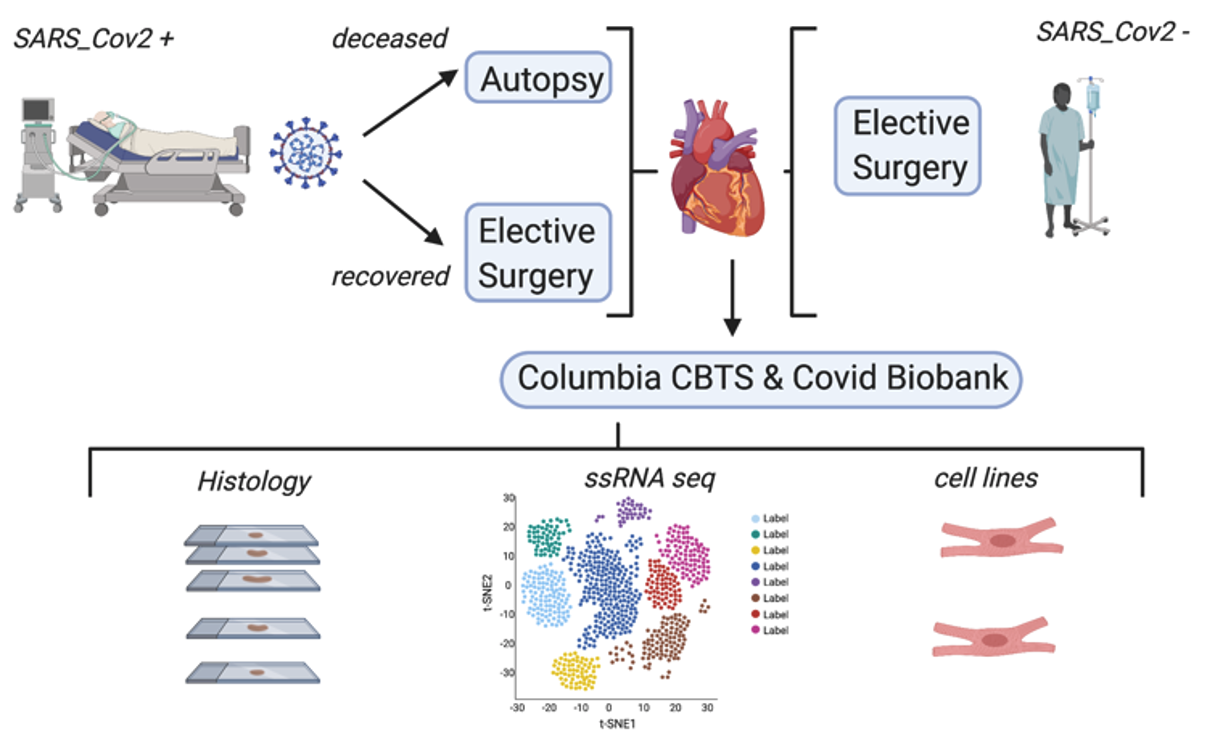 SARS_Cov2 +
deceased
Autopsy
recovered
Elective
Surgery
SARS_Cov2 -
Elective
Surgery
Columbia CBTS & Covid Biobank
Histology
ssRNA seq
cell lines
30
20
10
0
-10
-20
-30
t-SNE2
-30 -20 -10 0 10 20 30
t-SNE1
Label
Label
Label
Label
Label
Label
Label
Label